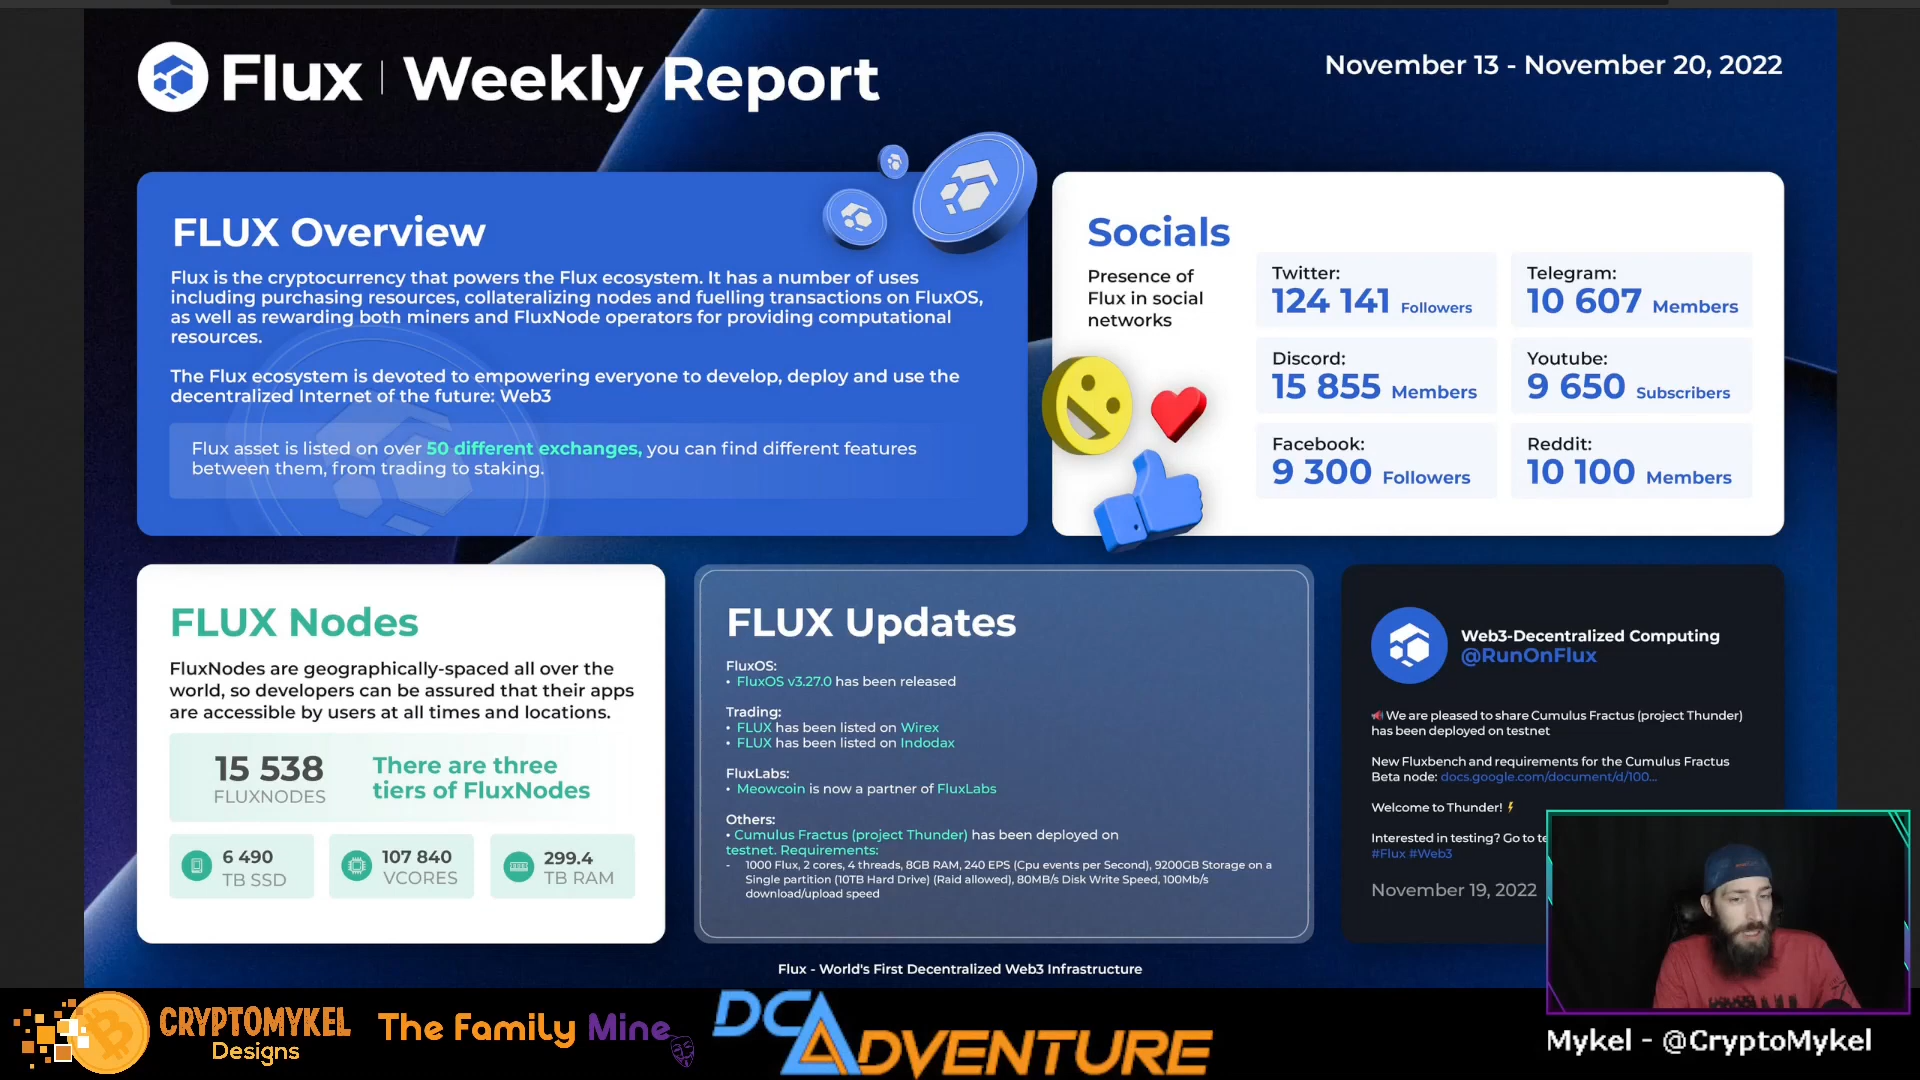 Flux | Weekly Report
November 13 - November 20, 2022
FLUX Overview
Flux is the cryptocurrency that powers the Flux ecosystem. It has a number of uses
including purchasing resources, collateralizing nodes and fuelling transactions on FluxOS,
as well as rewarding both miners and FluxNode operators for providing computational
resources.
The Flux ecosystem is devoted to empowering everyone to develop, deploy and use the
decentralized Internet of the future: Web3
Flux asset is listed on over 50 different exchanges, you can find different features
between them, from trading to staking.
Socials
Presence of
Flux in social
networks
Twitter:
124 141 Followers
Telegram:
10 607 Members
Discord:
15 855 Members
Youtube:
9 650 Subscribers
Facebook:
9 300 Followers
Reddit:
10 100 Members
FLUX Nodes
FluxNodes are geographically-spaced all over the
world, so developers can be assured that their apps
are accessible by users at all times and locations.
15 538
FLUXNODES
There are three
tiers of FluxNodes
6 490
TB SSD
107 840
VCORES
299.4
TB RAM
FLUX Updates
FluxOS:
• FluxOS v3.27.0 has been released
Trading:
• FLUX has been listed on Wirex
• FLUX has been listed on Indodax
FluxLabs:
• Meowcoin is now a partner of FluxLabs
Others:
• Cumulus Fractus (project Thunder) has been deployed on
testnet. Requirements:
- 1000 Flux, 2 cores, 4 threads, 8GB RAM, 240 EPS (Cpu events per Second), 9200GB Storage on a
Single partition (10TB Hard Drive) (Raid allowed), 80MB/s Disk Write Speed, 100Mb/s
download/upload speed
Web3-Decentralized Computing
@RunOnFlux
📢 We are pleased to share Cumulus Fractus (project Thunder)
has been deployed on testnet
New Fluxbench and requirements for the Cumulus Fractus
Beta node: docs.google.com/document/d/100...
Welcome to Thunder! ⚡
Interested in testing? Go to te
#Flux #Web3
November 19, 2022
Flux - World's First Decentralized Web3 Infrastructure
CRYPTOMYKEL
Designs
The Family Mine
DCADVENTURE
Mykel - @CryptoMykel